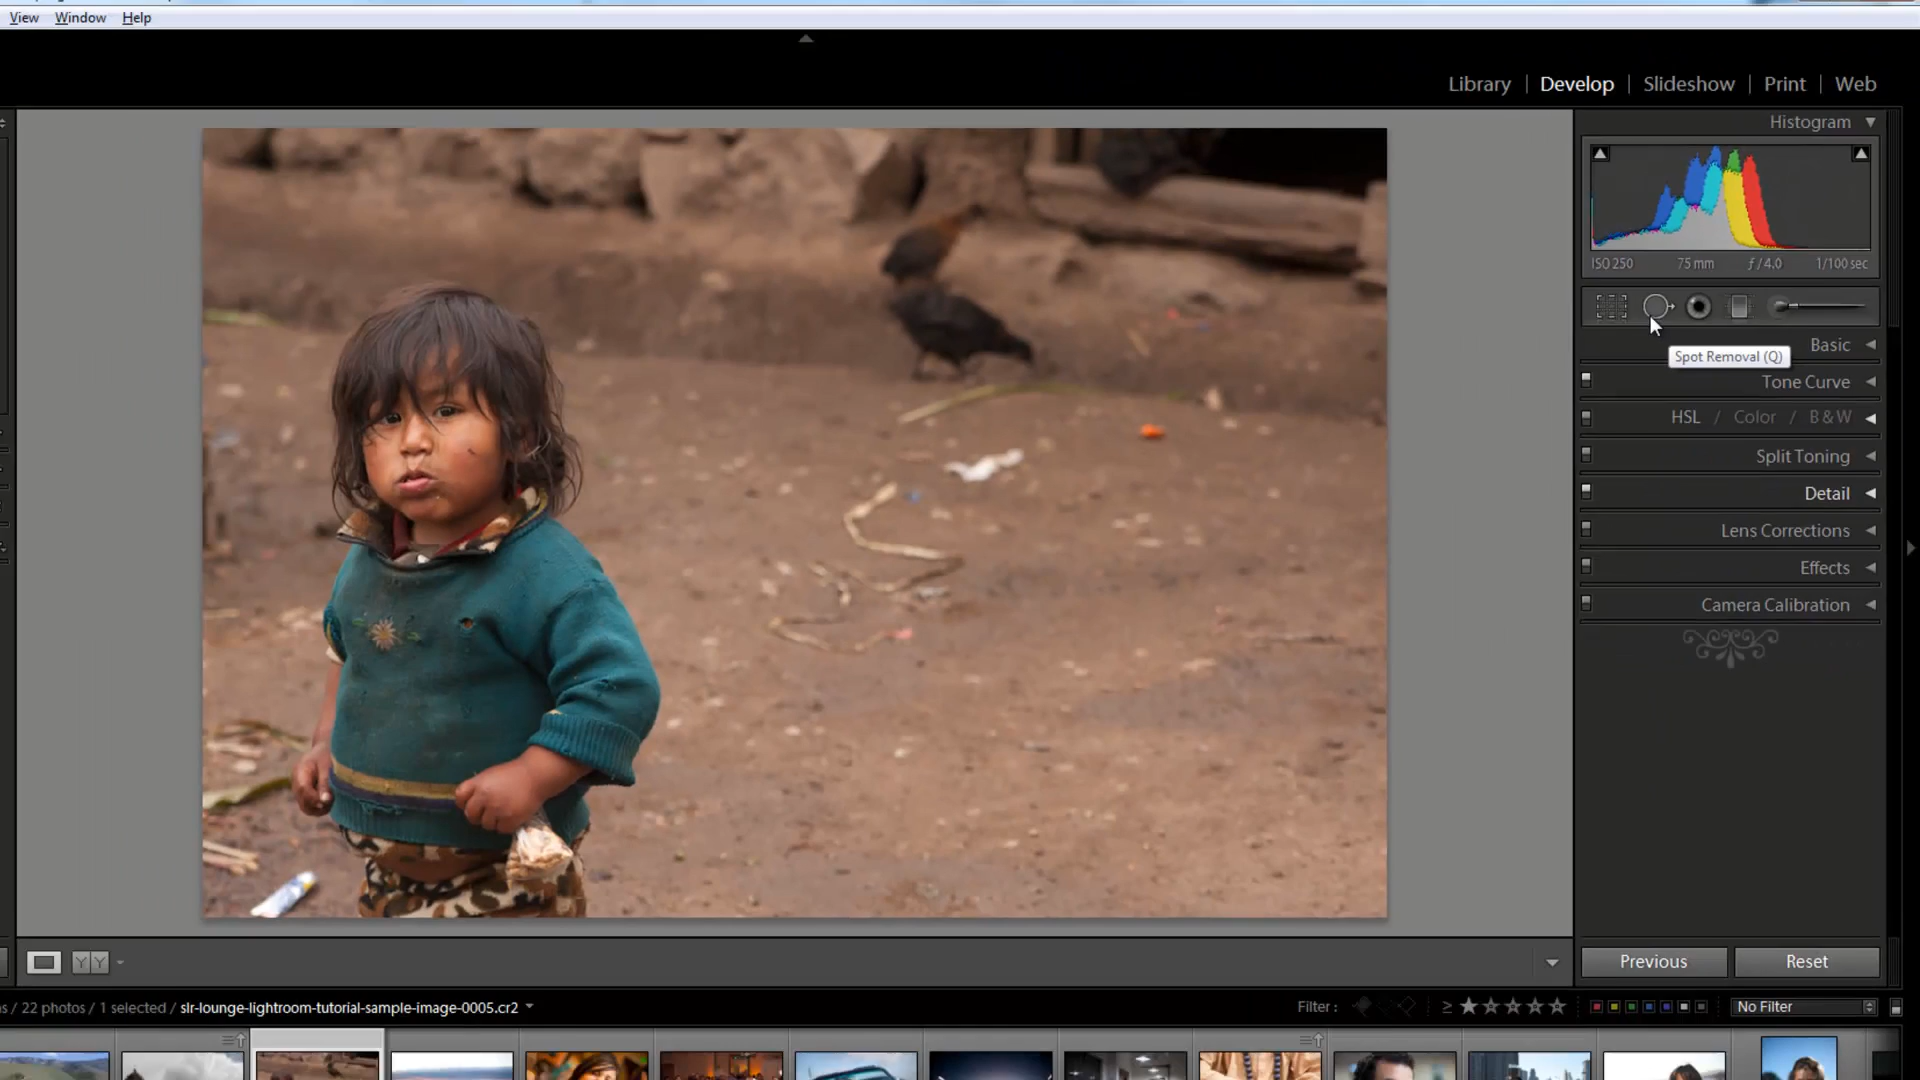 View Window Help
Library | Develop | Slideshow | Print | Web
Histogram
ISO 250 75 mm ƒ / 4.0 1/100 sec
Spot Removal (Q)
Basic
Tone Curve
HSL / Color / B & W
Split Toning
Detail
Lens Corrections
Effects
Camera Calibration
Y Y
Previous Reset
/ 22 photos / 1 selected / slr-lounge-lightroom-tutorial-sample-image-0005.cr2
Filter : ≥ No Filter